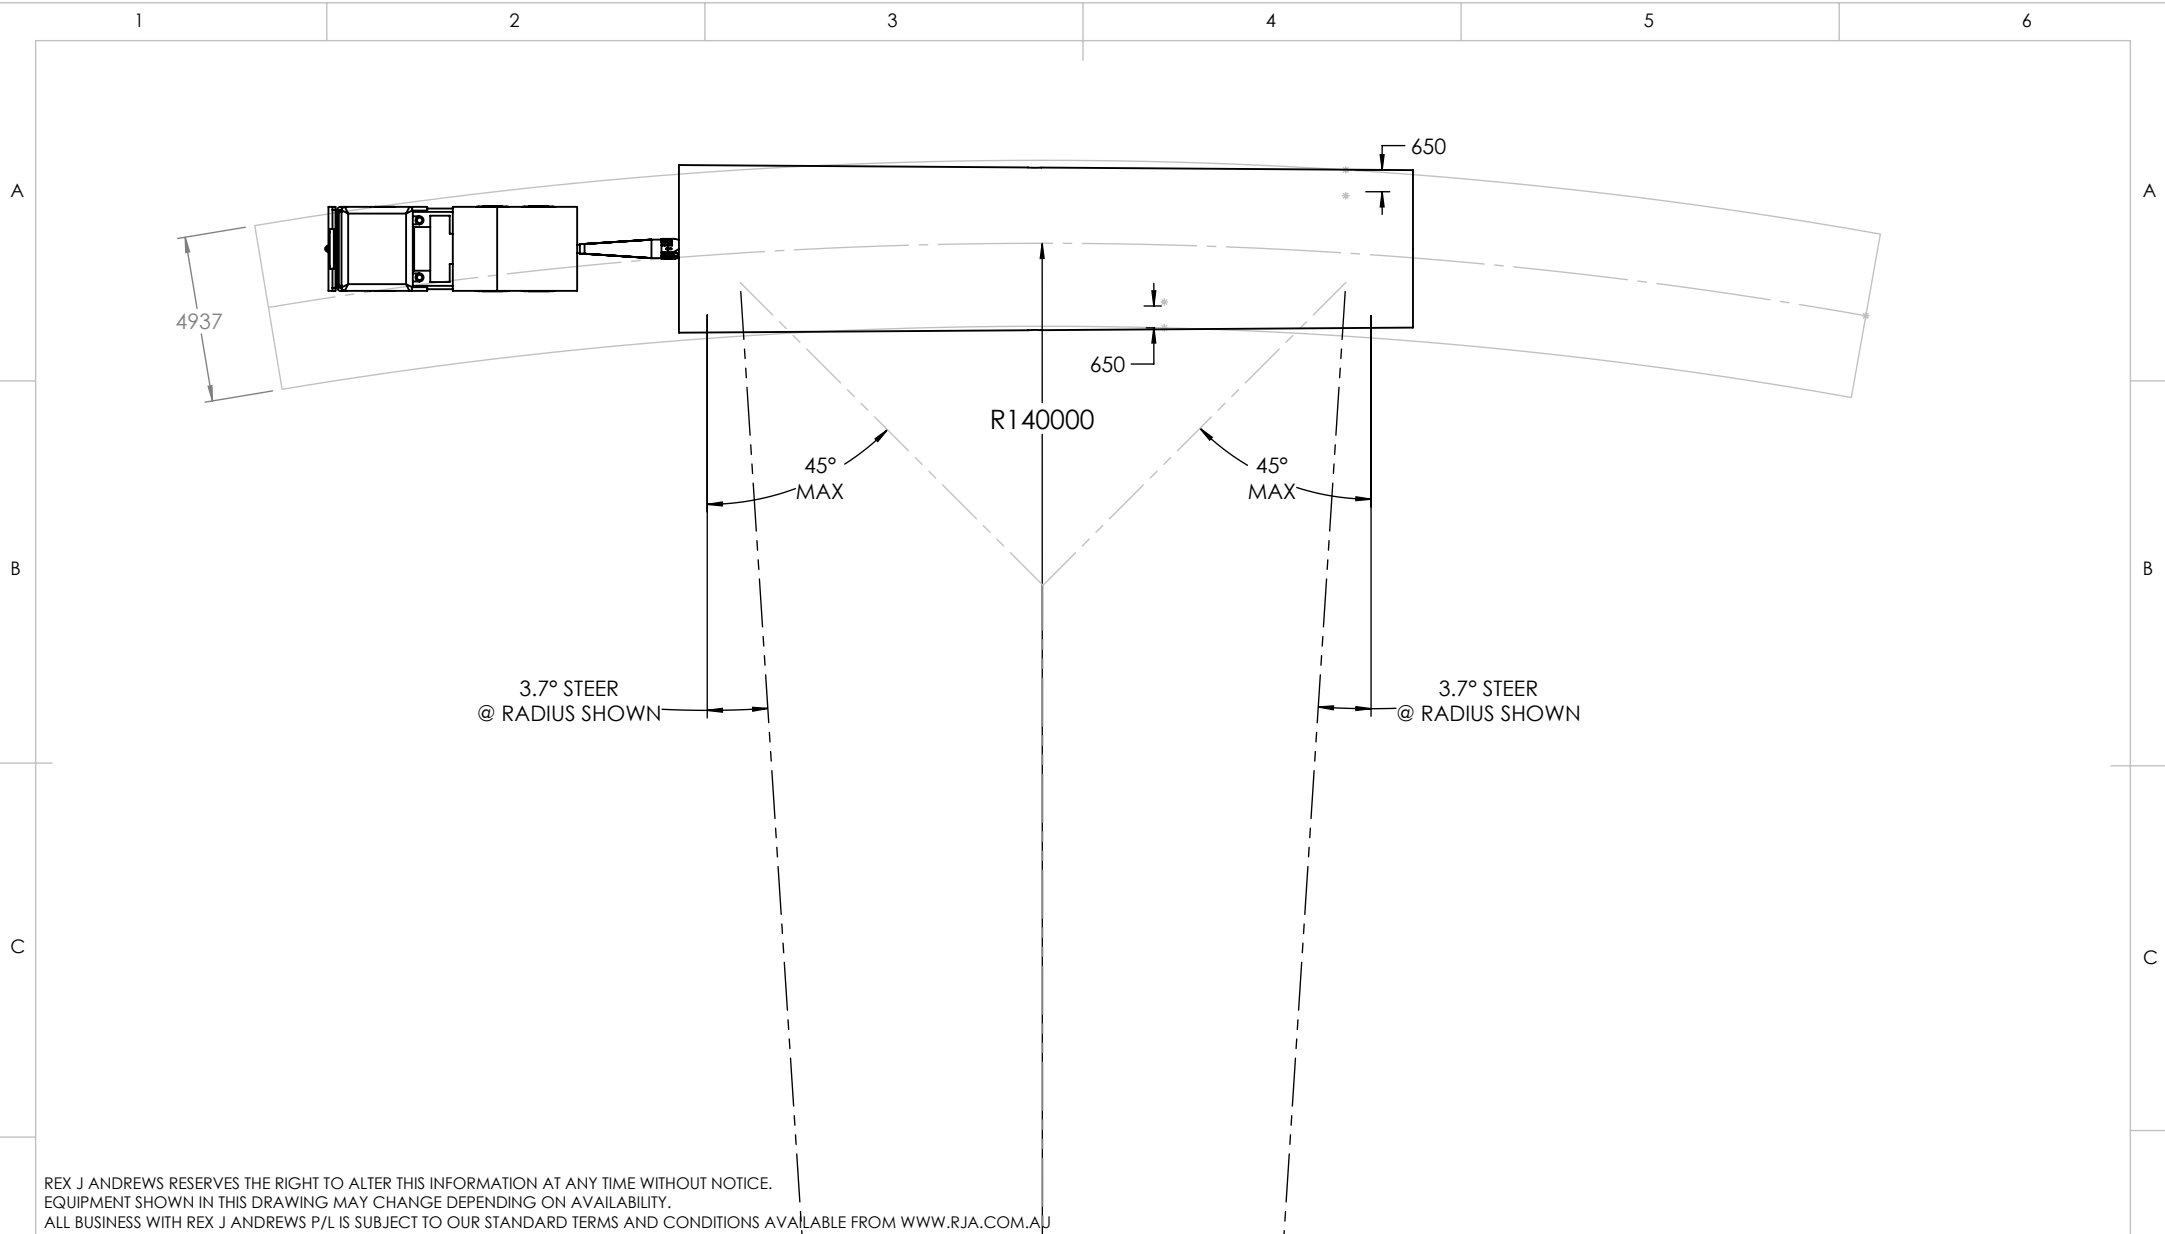 1 2 3 4 5 6
650
A A
4937
650
R140000
45° 45°
MAX MAX
B B
3.7° STEER 3.7° STEER
@ RADIUS SHOWN @ RADIUS SHOWN
C C
REX J ANDREWS RESERVES THE RIGHT TO ALTER THIS INFORMATION AT ANY TIME WITHOUT NOTICE.
EQUIPMENT SHOWN IN THIS DRAWING MAY CHANGE DEPENDING ON AVAILABILITY.
ALL BUSINESS WITH REX J ANDREWS P/L IS SUBJECT TO OUR STANDARD TERMS AND CONDITIONS AVAILABLE FROM WWW.RJA.COM.AU